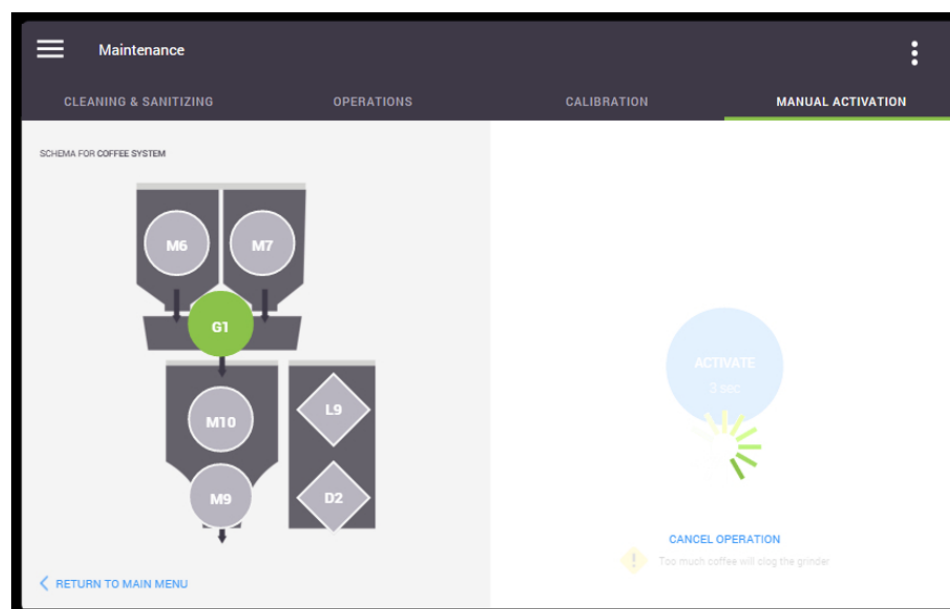 Maintenance
CLEANING & SANITIZING OPERATIONS CALIBRATION MANUAL ACTIVATION
SCHEMA FOR COFFEE SYSTEM
M6 M7
G1
M10 L9
M9 D2
ACTIVATE
3 sec
CANCEL OPERATION
! Too much coffee will clog the grinder
RETURN TO MAIN MENU